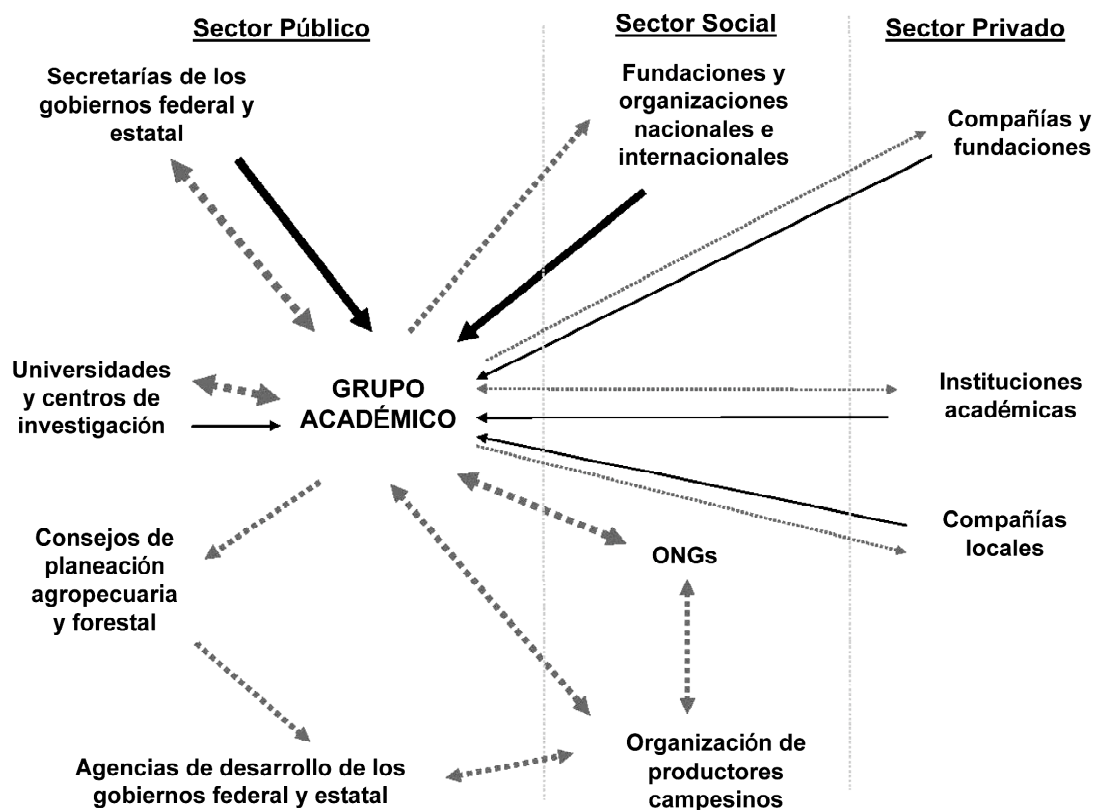 Sector Público
Sector Social
Sector Privado
Secretarías de los
gobiernos federal y
estatal
Fundaciones y
organizaciones
nacionales e
internacionales
Compañías y
fundaciones
Universidades
y centros de
investigación
GRUPO
ACADÉMICO
Instituciones
académicas
Consejos de
planeación
agropecuaria
y forestal
ONGs
Compañías
locales
Agencias de desarrollo de los
gobiernos federal y estatal
Organización de
productores
campesinos